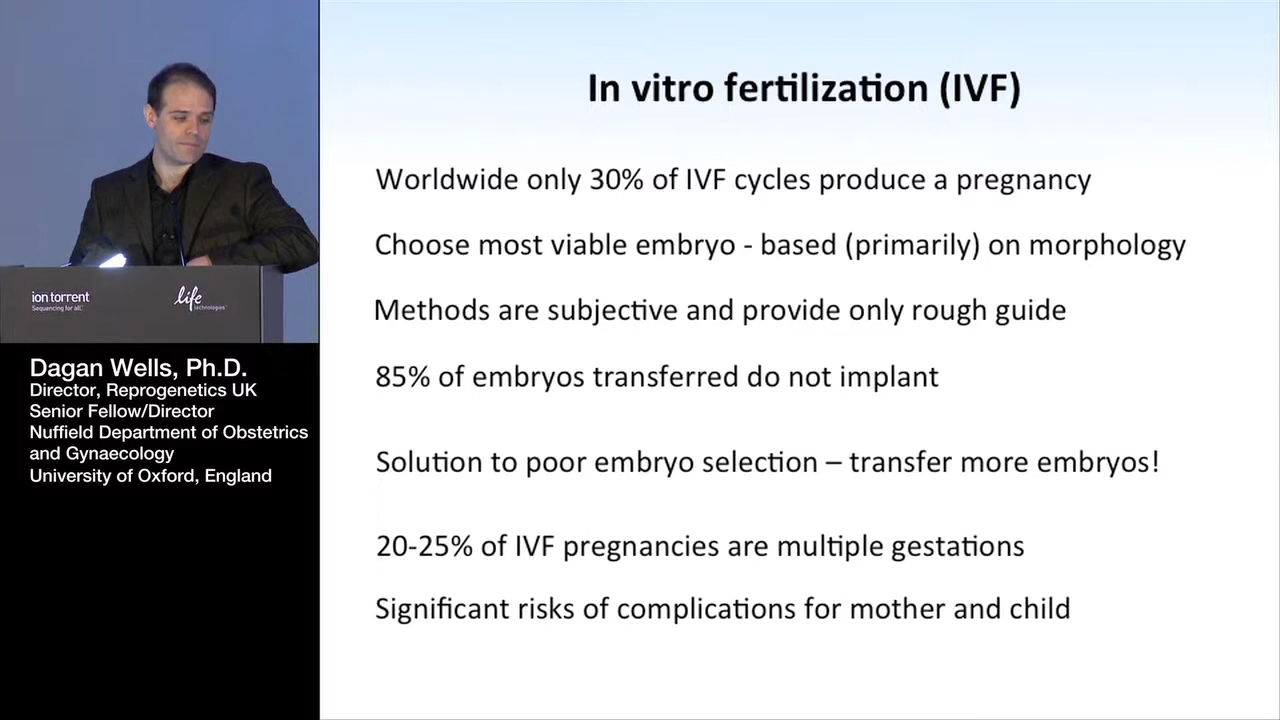 In vitro fertilization (IVF)
Worldwide only 30% of IVF cycles produce a pregnancy
Choose most viable embryo - based (primarily) on morphology
Methods are subjective and provide only rough guide
85% of embryos transferred do not implant
Solution to poor embryo selection – transfer more embryos!
20-25% of IVF pregnancies are multiple gestations
Significant risks of complications for mother and child
ion torrent
Sequencing for all™
life
technologies™
Dagan Wells, Ph.D.
Director, Reprogenetics UK
Senior Fellow/Director
Nuffield Department of Obstetrics
and Gynaecology
University of Oxford, England